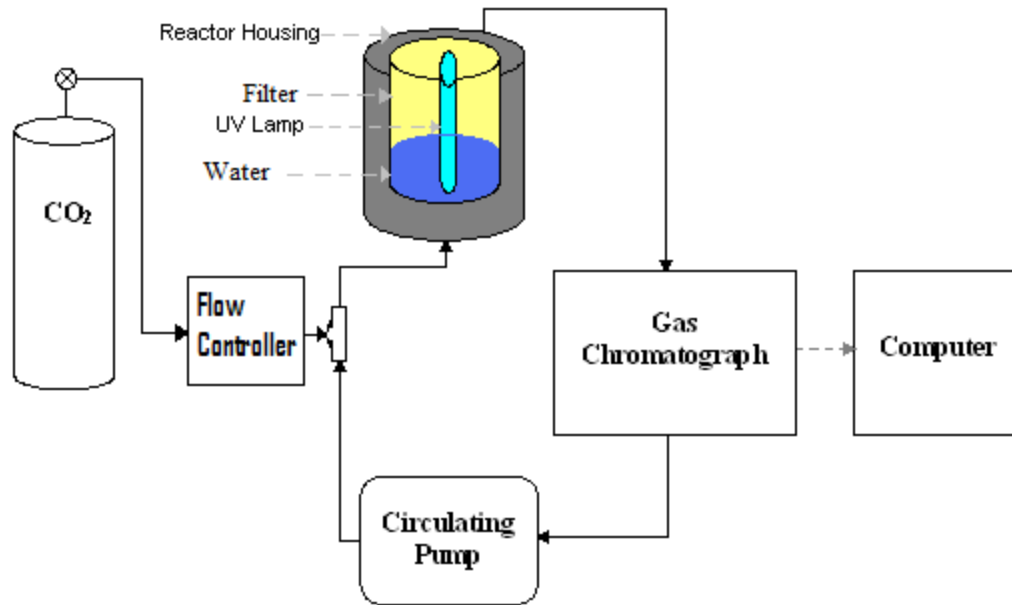 Reactor Housing
Filter
UV Lamp
Water
CO₂
Flow
Controller
Gas
Chromatograph
Computer
Circulating
Pump